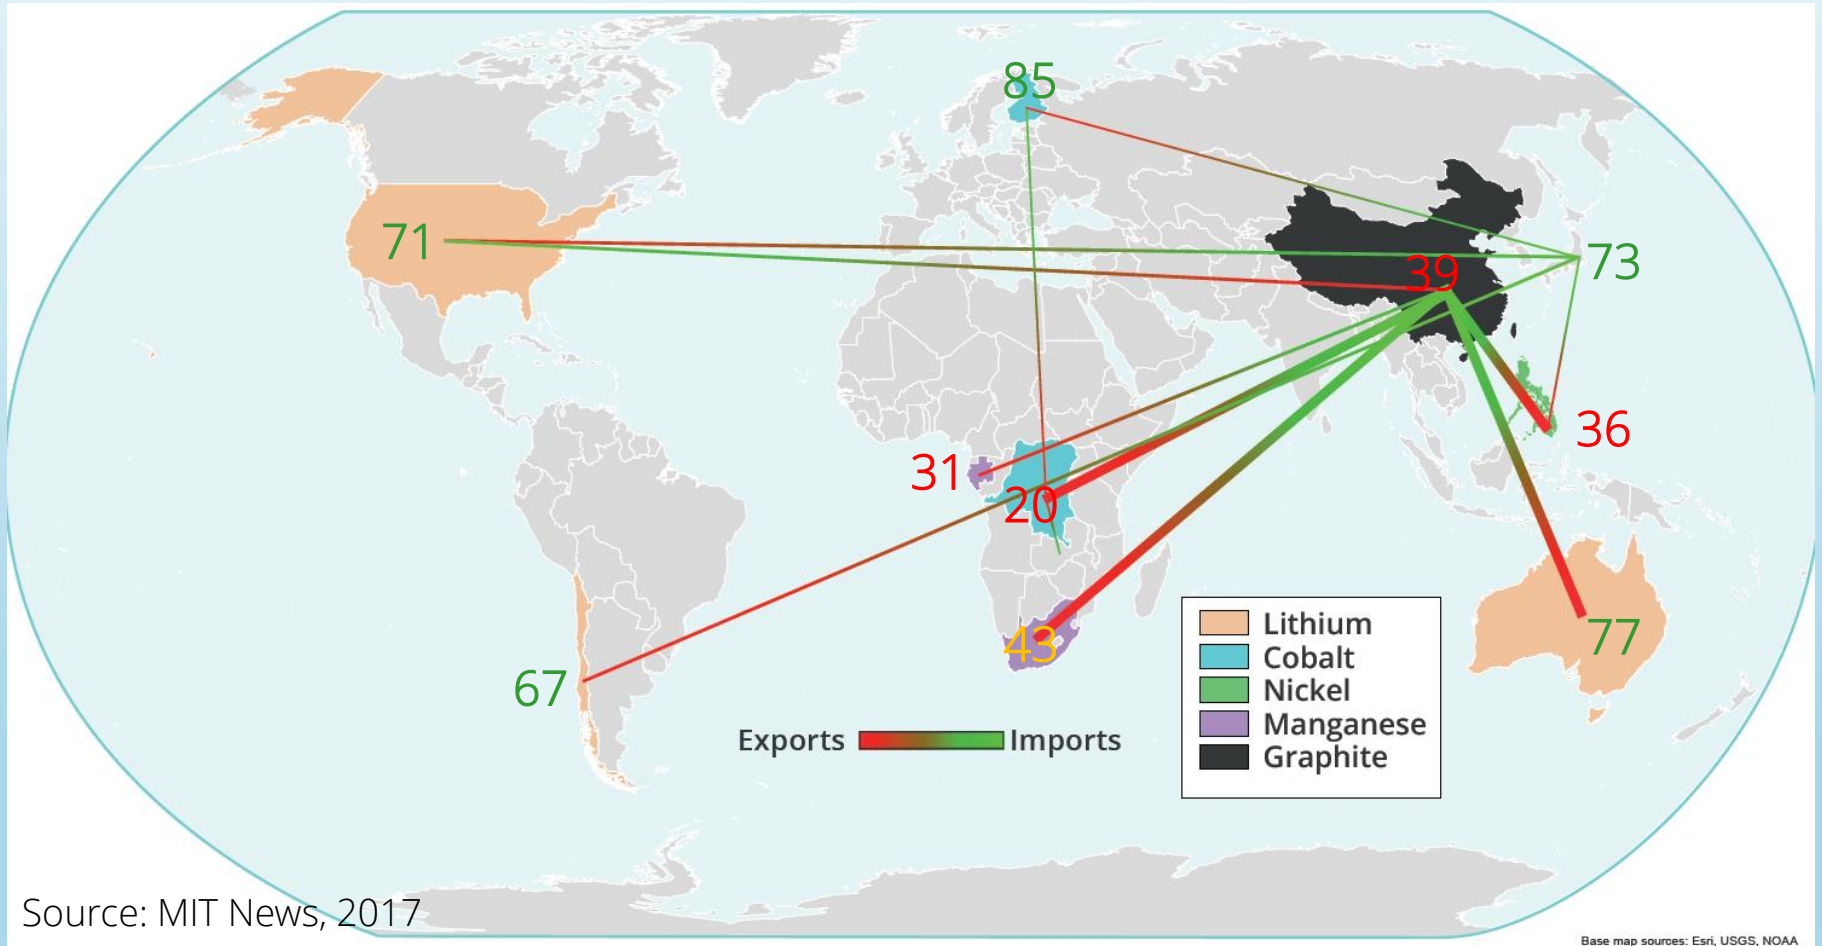 85
71
73
39
36
31
20
43
77
67
Lithium
Cobalt
Nickel
Manganese
Graphite
Exports
Imports
Source: MIT News, 2017
Base map sources: Esri, USGS, NOAA